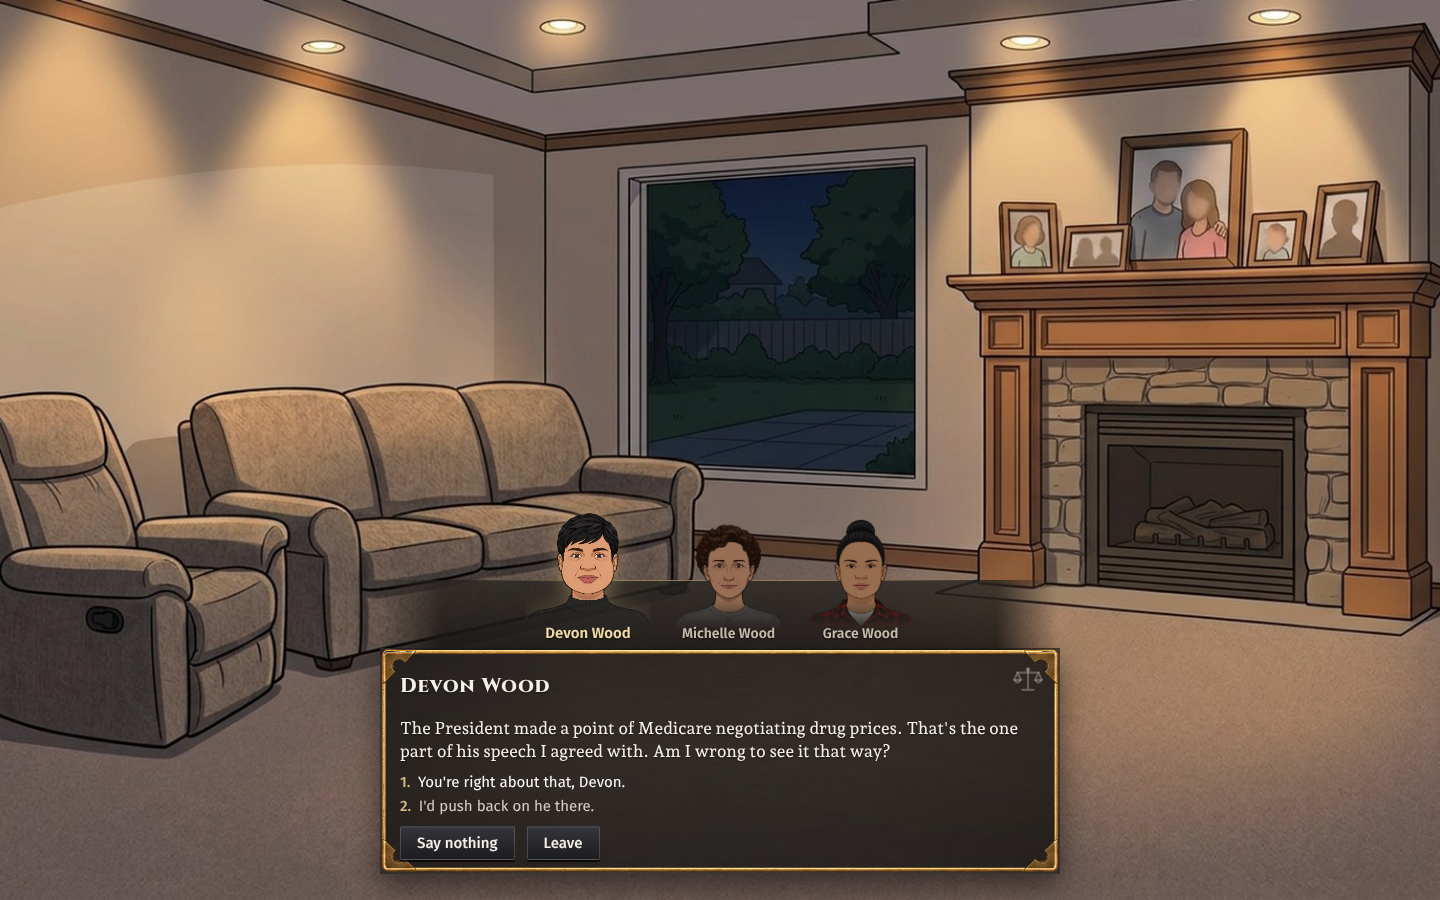 Devon Wood
Michelle Wood
Grace Wood
Devon Wood
The President made a point of Medicare negotiating drug prices. That's the one
part of his speech I agreed with. Am I wrong to see it that way?
1. You're right about that, Devon.
2. I'd push back on he there.
Say nothing
Leave